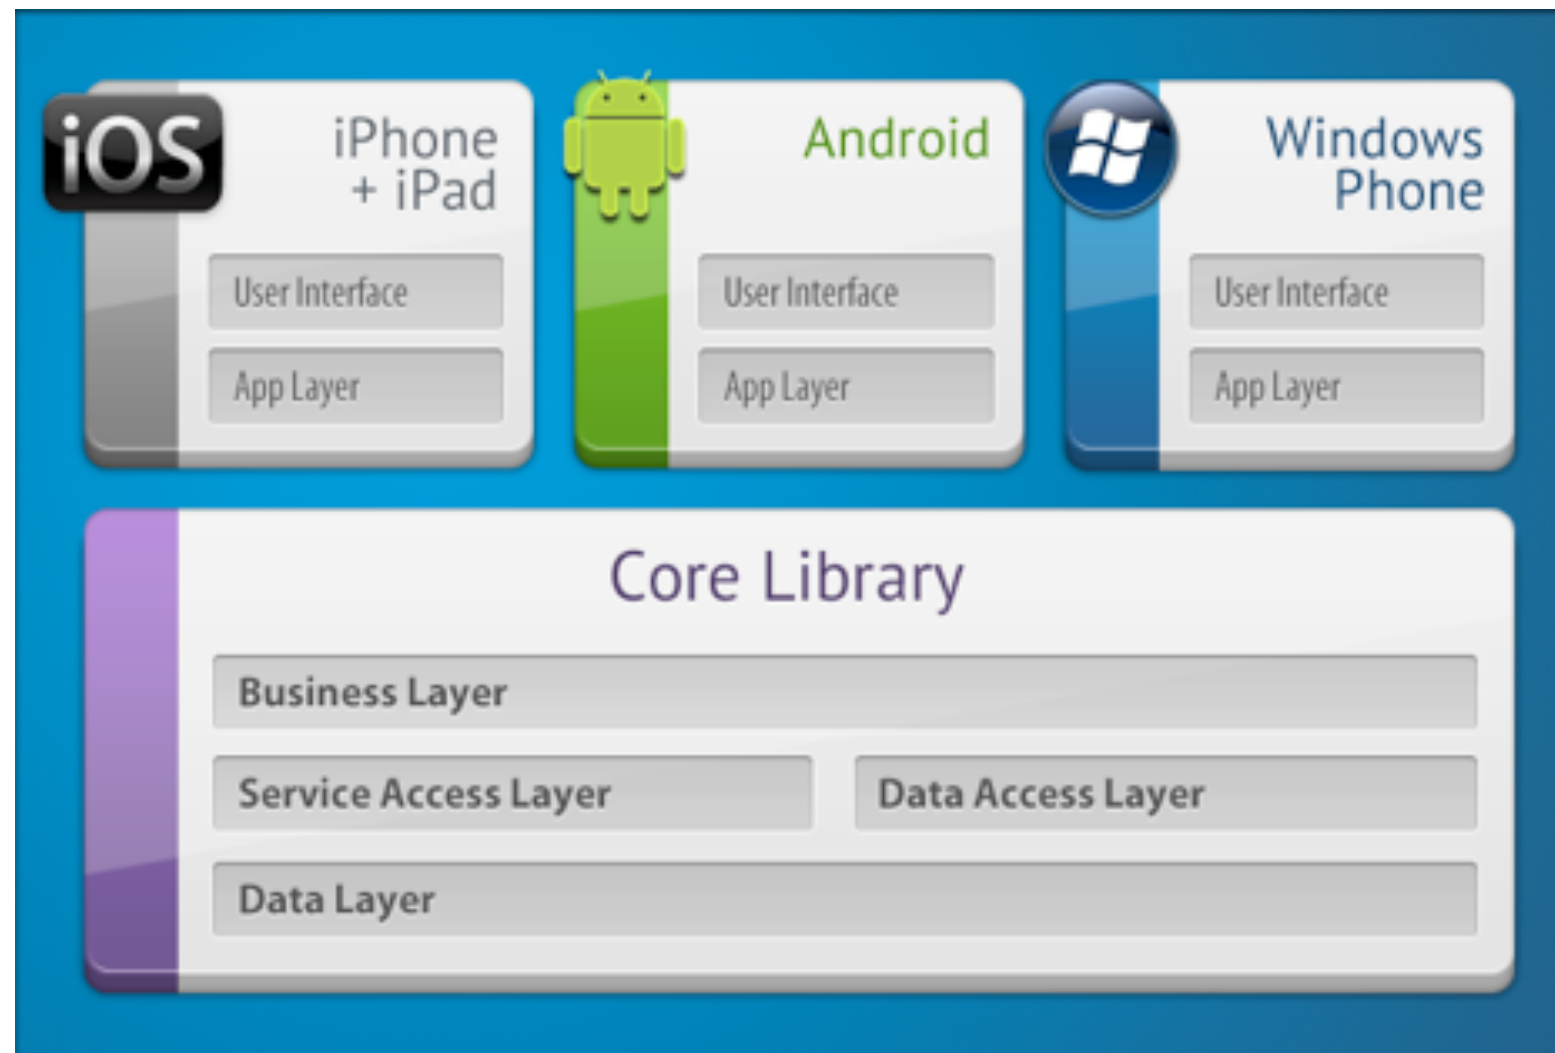 iOS
iPhone
+ iPad
User Interface
App Layer
Android
User Interface
App Layer
Windows
Phone
User Interface
App Layer
Core Library
Business Layer
Service Access Layer
Data Access Layer
Data Layer